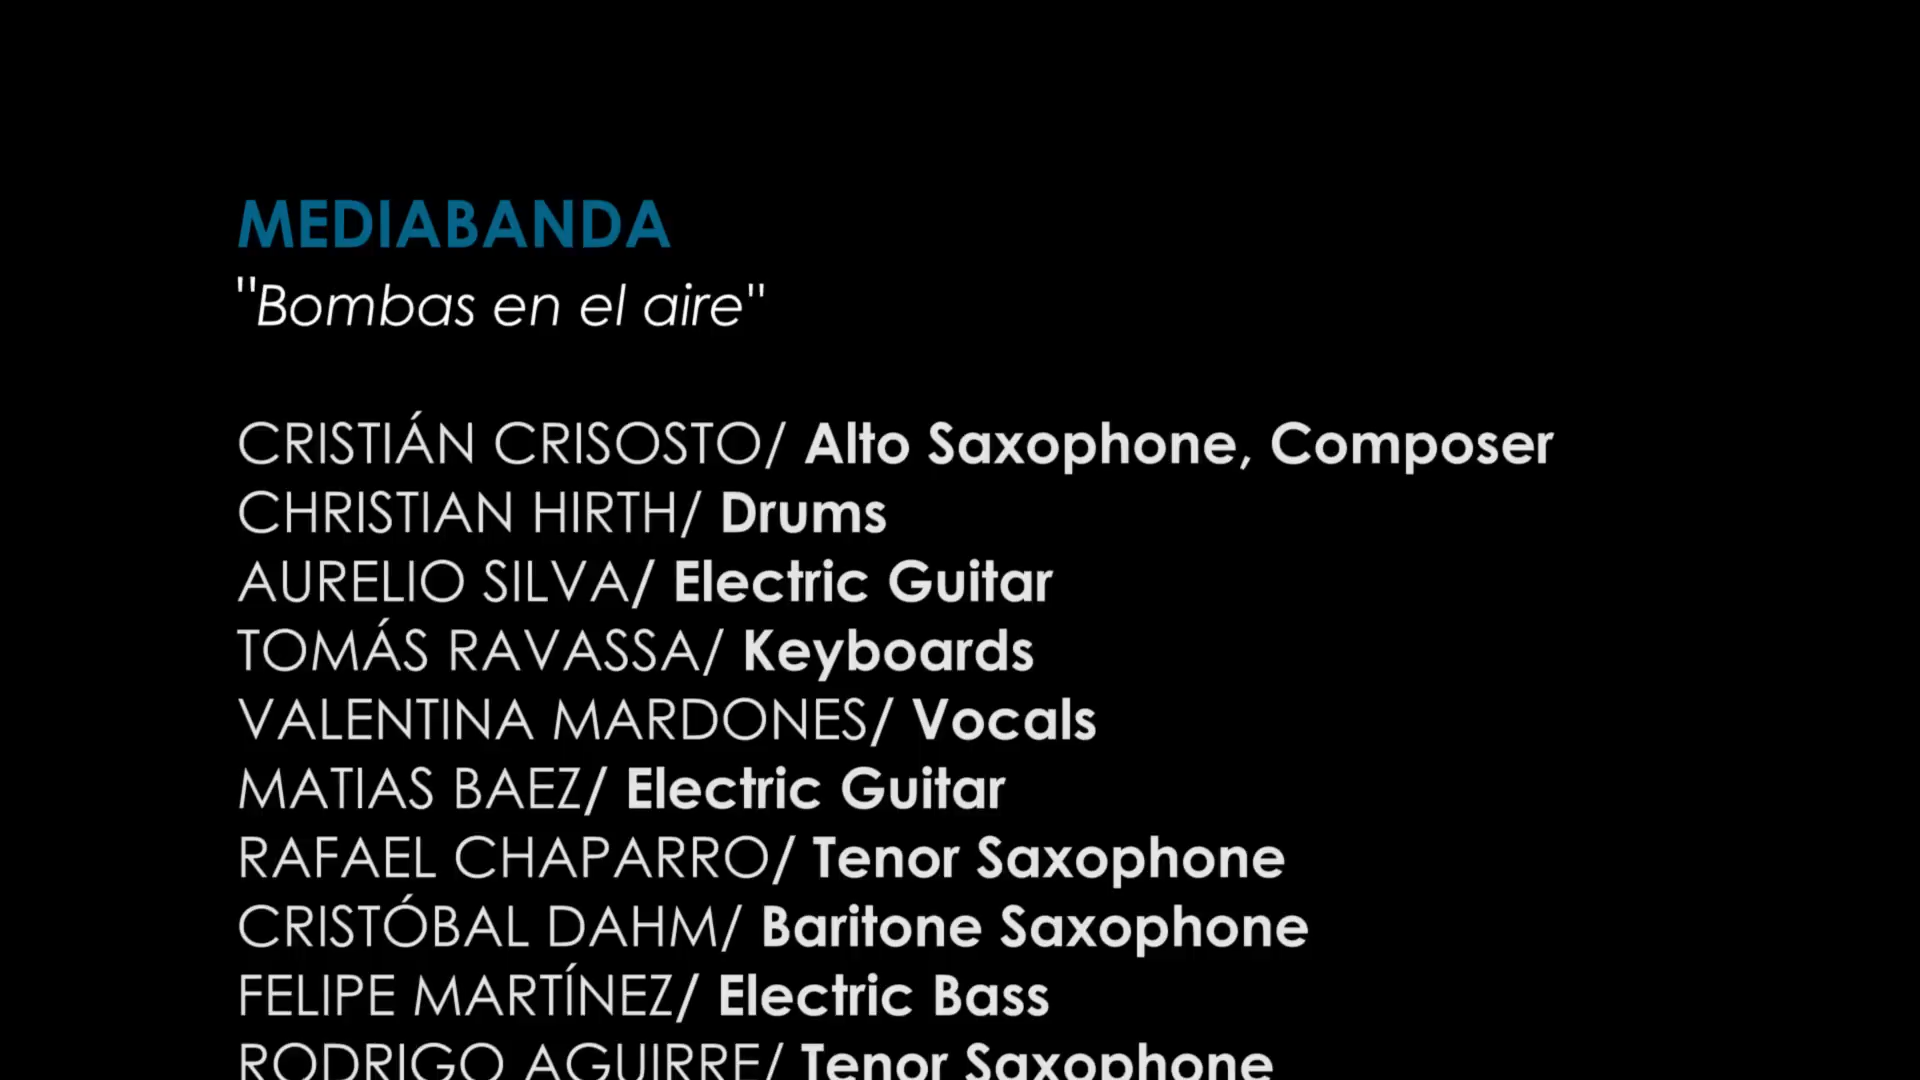 MEDIABANDA
"Bombas en el aire"
CRISTIÁN CRISOSTO/ Alto Saxophone, Composer
CHRISTIAN HIRTH/ Drums
AURELIO SILVA/ Electric Guitar
TOMÁS RAVASSA/ Keyboards
VALENTINA MARDONES/ Vocals
MATIAS BAEZ/ Electric Guitar
RAFAEL CHAPARRO/ Tenor Saxophone
CRISTÓBAL DAHM/ Baritone Saxophone
FELIPE MARTÍNEZ/ Electric Bass
RODRIGO AGUIRRE/ Tenor Saxophone